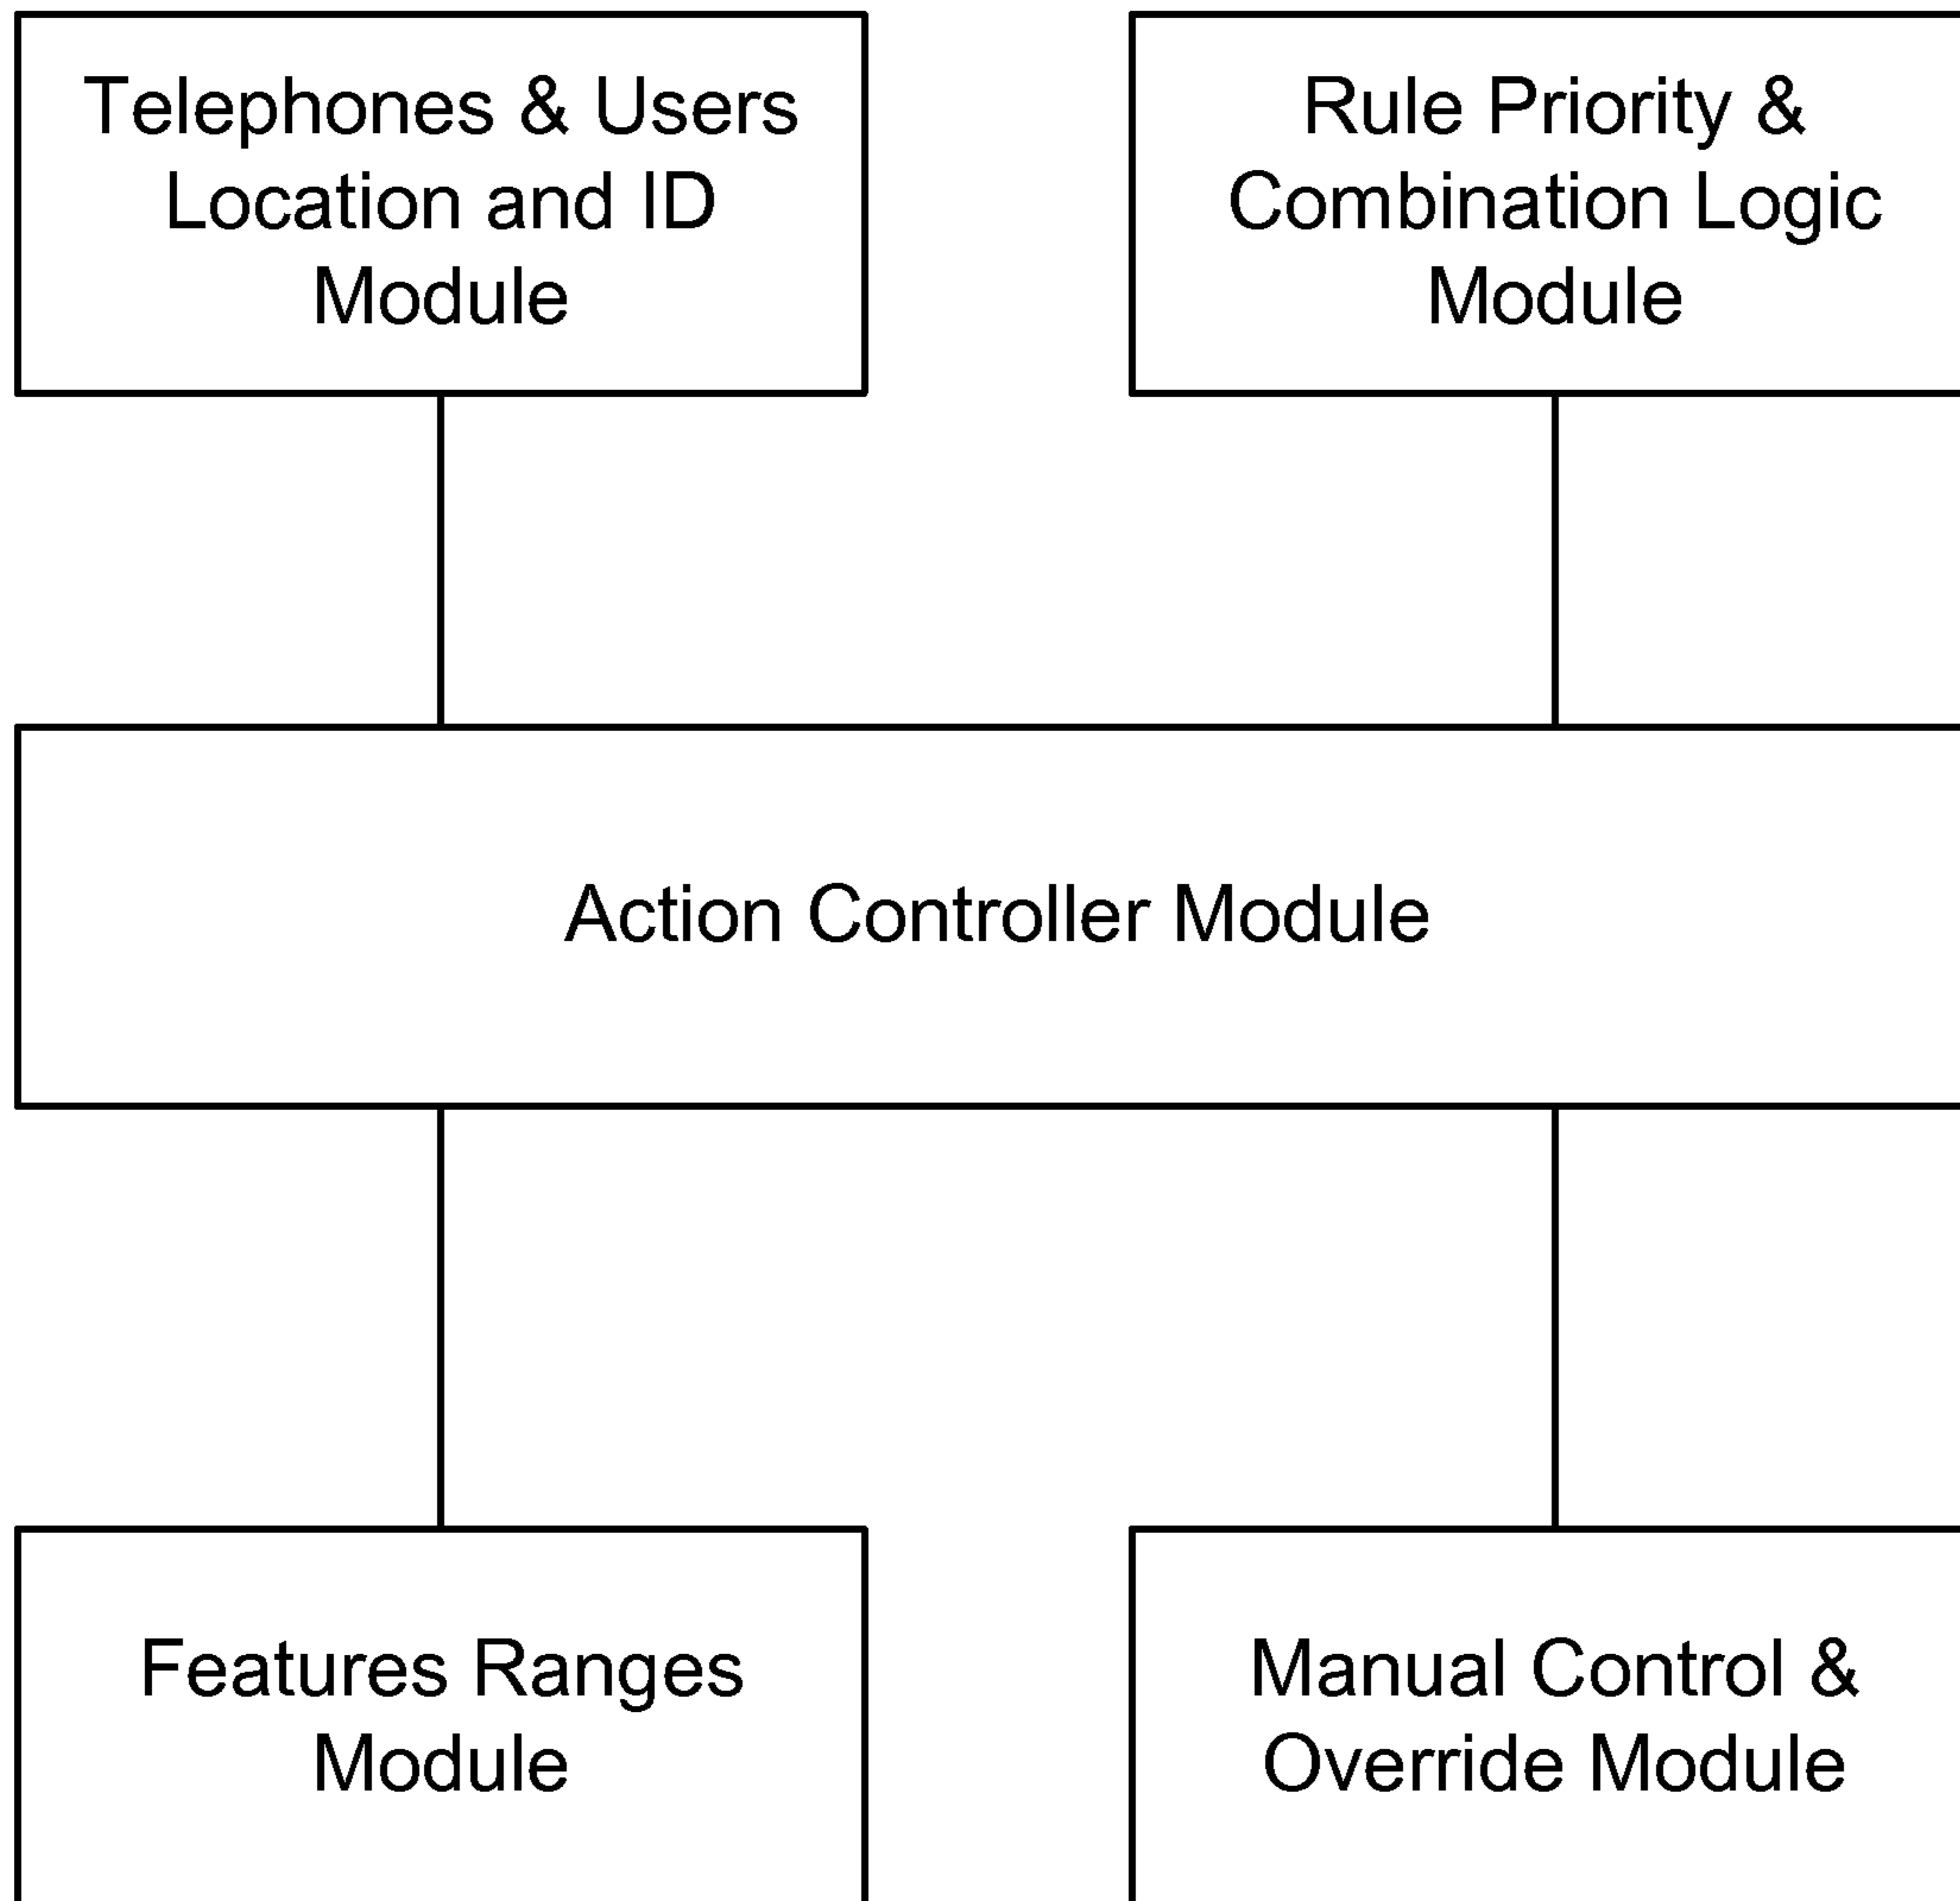 Telephones & Users
Location and ID
Module
Rule Priority &
Combination Logic
Module
Action Controller Module
Features Ranges
Module
Manual Control &
Override Module